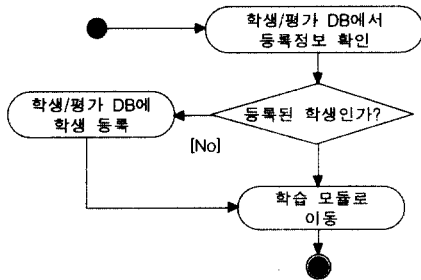 학생/평가 DB에서
등록정보 확인
등록된 학생인가?
학생/평가 DB에
학생 등록
[No]
학습 모듈로
이동